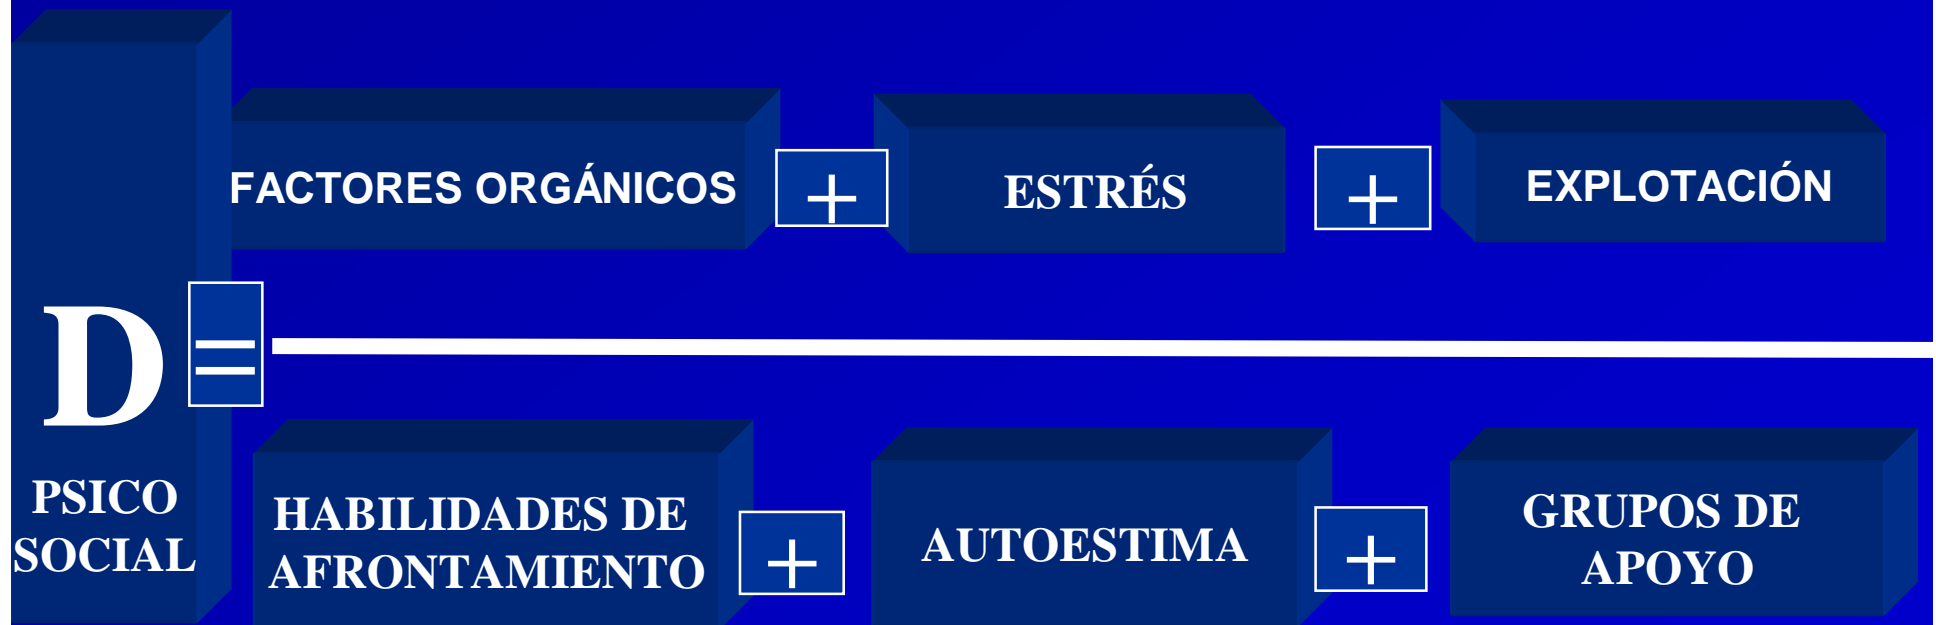 FACTORES ORGÁNICOS + ESTRÉS + EXPLOTACIÓN
D =
PSICO
SOCIAL
HABILIDADES DE
AFRONTAMIENTO
+
AUTOESTIMA
+
GRUPOS DE
APOYO